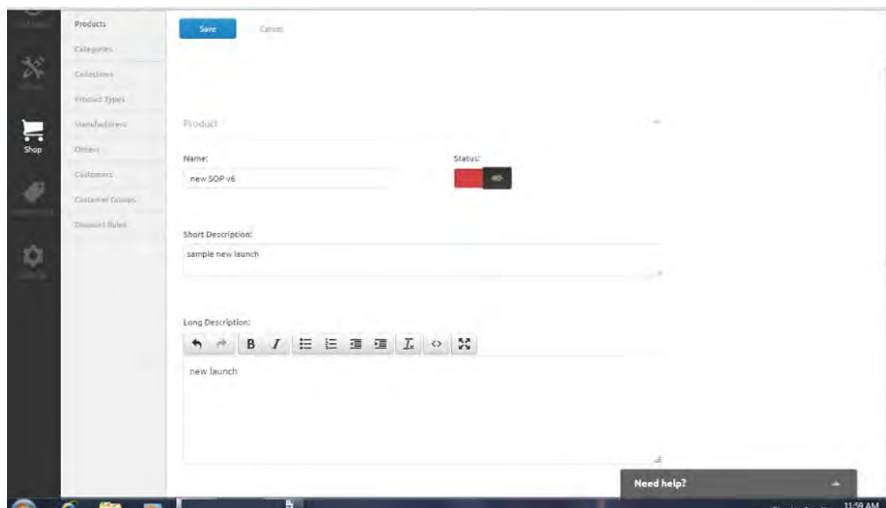 Products
Save
Cancel
Categories
Collections
Product Types
Manufacturers
Product
Shop
Orders
Name:
Status:
Customers
new SOP v6
Customer Groups
Discount Rules
Short Description:
sample new launch
Long Description:
B I
new launch
Need help?
11:59 AM